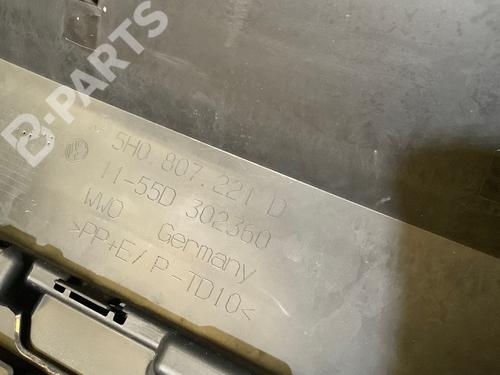 B-PARTS
5H0.807.221 D
11-55D 302360
WWO Germany
>PP+E/P-TD10<